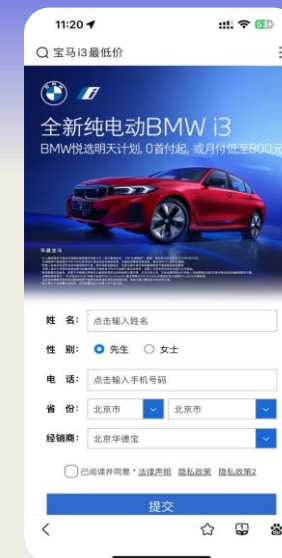 11:20
53
宝马i3最低价
全新纯电动BMW i3
BMW悦选明天计划, 0首付起, 或月付低至800元
华晨宝马
姓 名: 点击输入姓名
性 别: 先生 女士
电 话: 点击输入手机号码
省 份: 北京市 北京市
经销商: 北京华德宝
已阅读并同意 * 法律声明 隐私政策 隐私政策2
提交